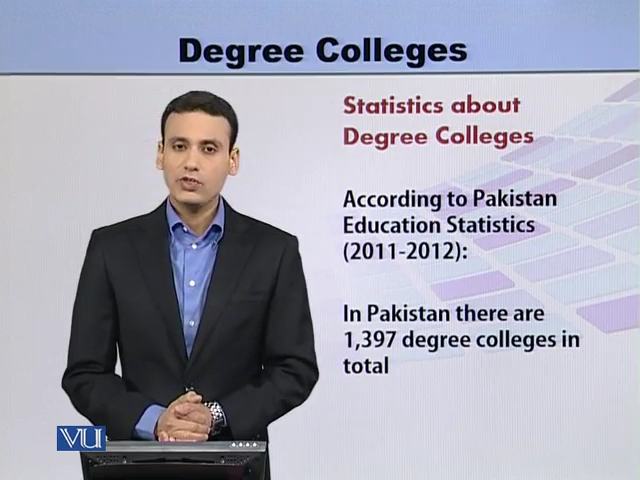 Degree Colleges
Statistics about
Degree Colleges
According to Pakistan
Education Statistics
(2011-2012):
In Pakistan there are
1,397 degree colleges in
total
VU